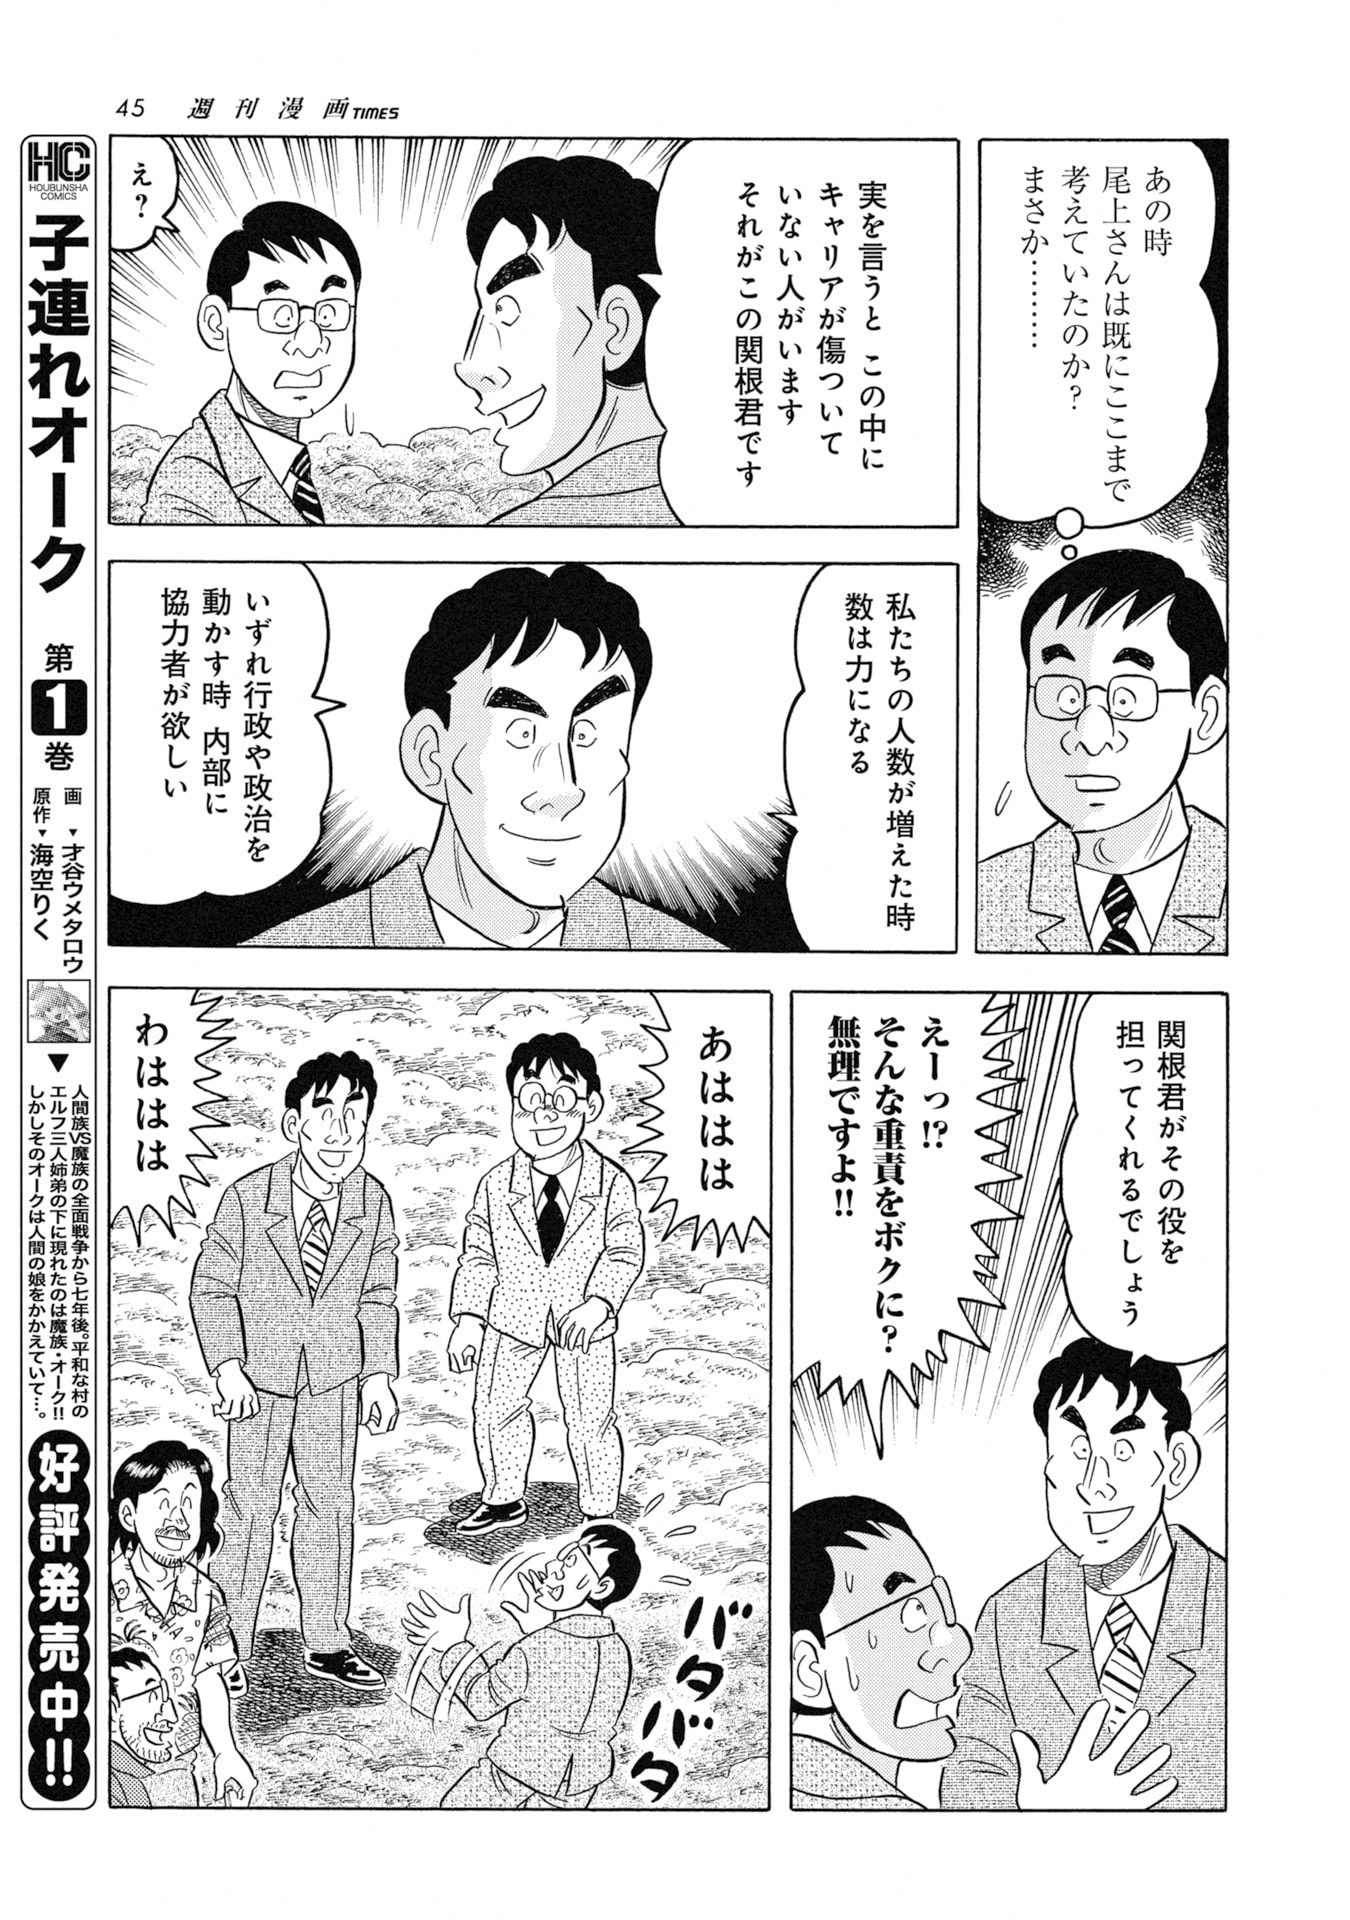 45 週刊漫画TIMES
あの時
尾上さんは既にここまで
考えていたのか?
まさか………
実を言うと この中に
キャリアが傷ついて
いない人がいます
それがこの関根君です
え?
私たちの人数が増えた時
数は力になる
いずれ行政や政治を
動かす時 内部に
協力者が欲しい
関根君がその役を
担ってくれるでしょう
えーっ!?
そんな重責をボクに?
無理ですよ!!
あははは
わははは
バタバタ
HC
HOUBUNSHA
COMICS
子連れオーク
第1巻
画▼才谷ウメタロウ
原作▼海空りく
▼
人間族VS魔族の全面戦争から七年後。平和な村の
エルフ三人姉弟の下に現れたのは魔族・オーク!!
しかしそのオークは人間の娘をかかえていて…。
好評発売中!!